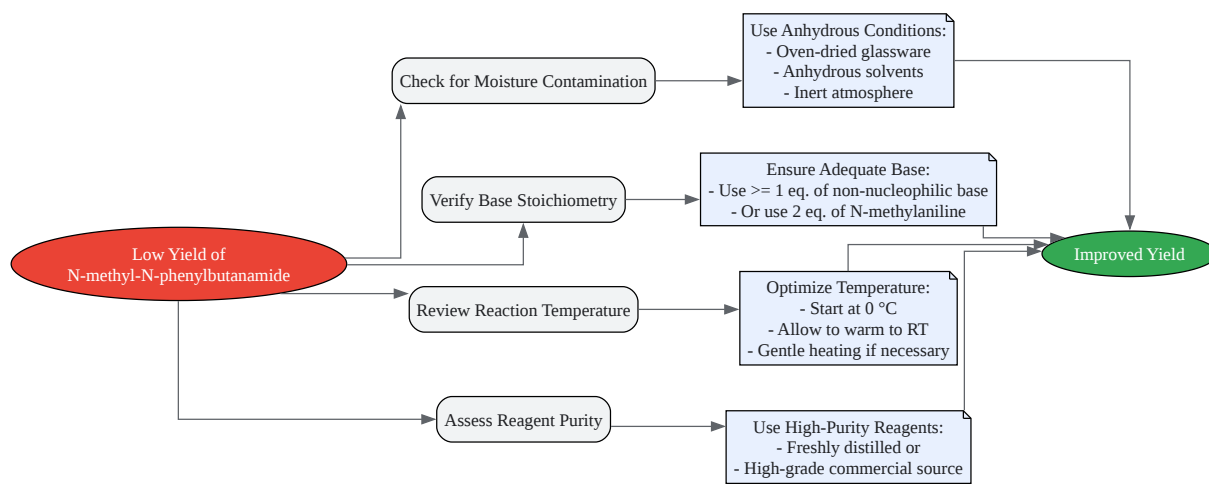 Low Yield of
N-methyl-N-phenylbutanamide
Check for Moisture Contamination
Use Anhydrous Conditions:
- Oven-dried glassware
- Anhydrous solvents
- Inert atmosphere
Verify Base Stoichiometry
Ensure Adequate Base:
- Use >= 1 eq. of non-nucleophilic base
- Or use 2 eq. of N-methylaniline
Review Reaction Temperature
Optimize Temperature:
- Start at 0 °C
- Allow to warm to RT
- Gentle heating if necessary
Assess Reagent Purity
Use High-Purity Reagents:
- Freshly distilled or
- High-grade commercial source
Improved Yield